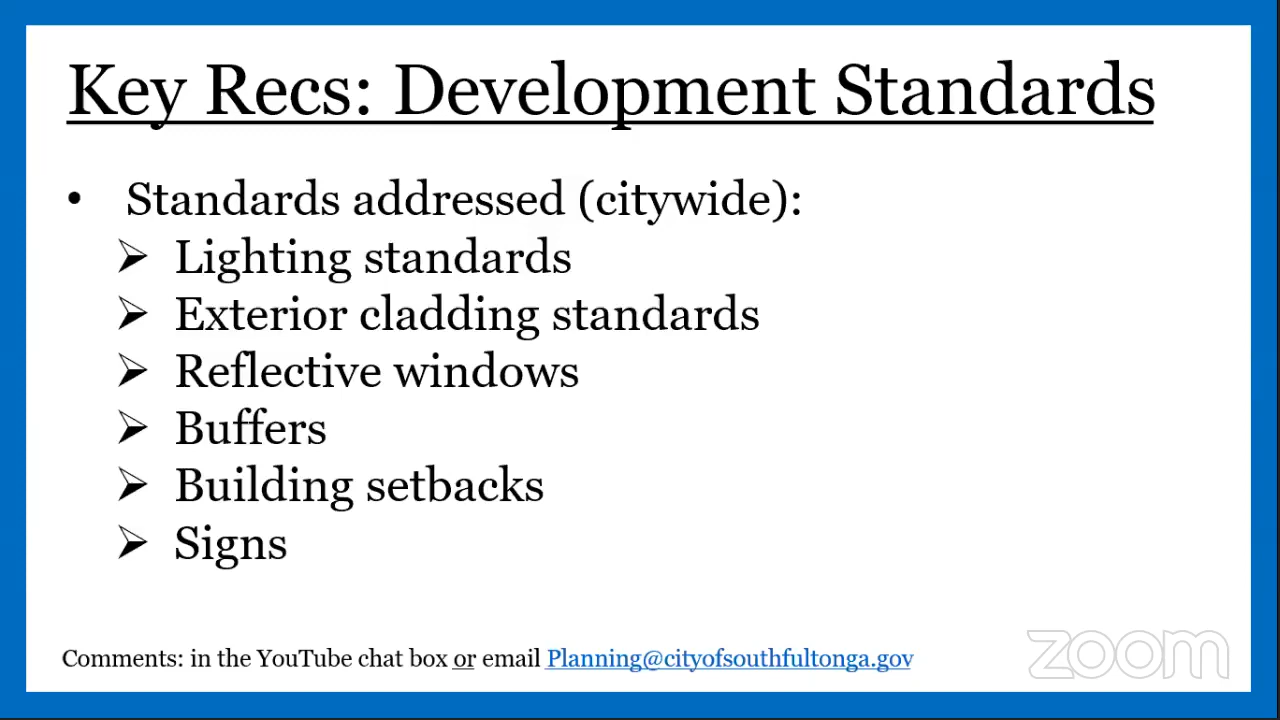 Key Recs: Development Standards
• Standards addressed (citywide):
➢ Lighting standards
➢ Exterior cladding standards
➢ Reflective windows
➢ Buffers
➢ Building setbacks
➢ Signs
Comments: in the YouTube chat box or email Planning@cityofsouthfultonga.gov
zoom